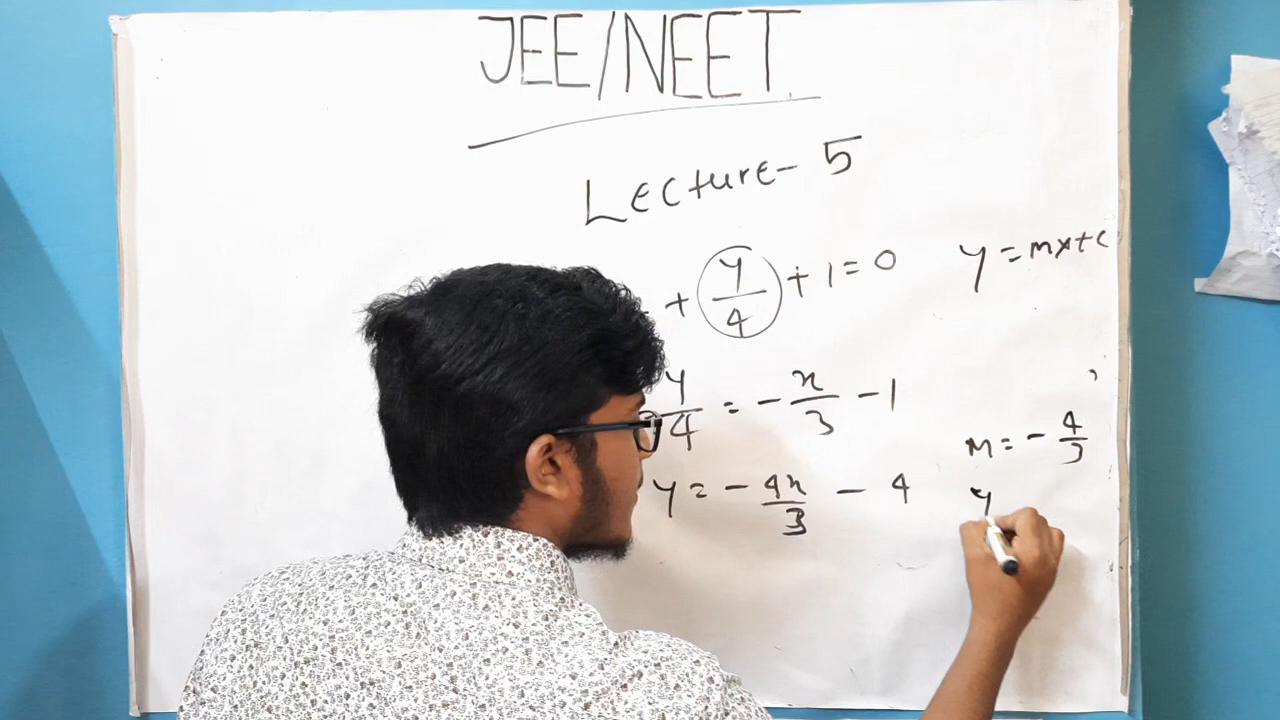 JEE/NEET
Lecture- 5
+ y/4 + 1 = 0
y = mx+c
y/4 = - x/3 - 1
m = - 4/3
y = - 4x/3 - 4
y